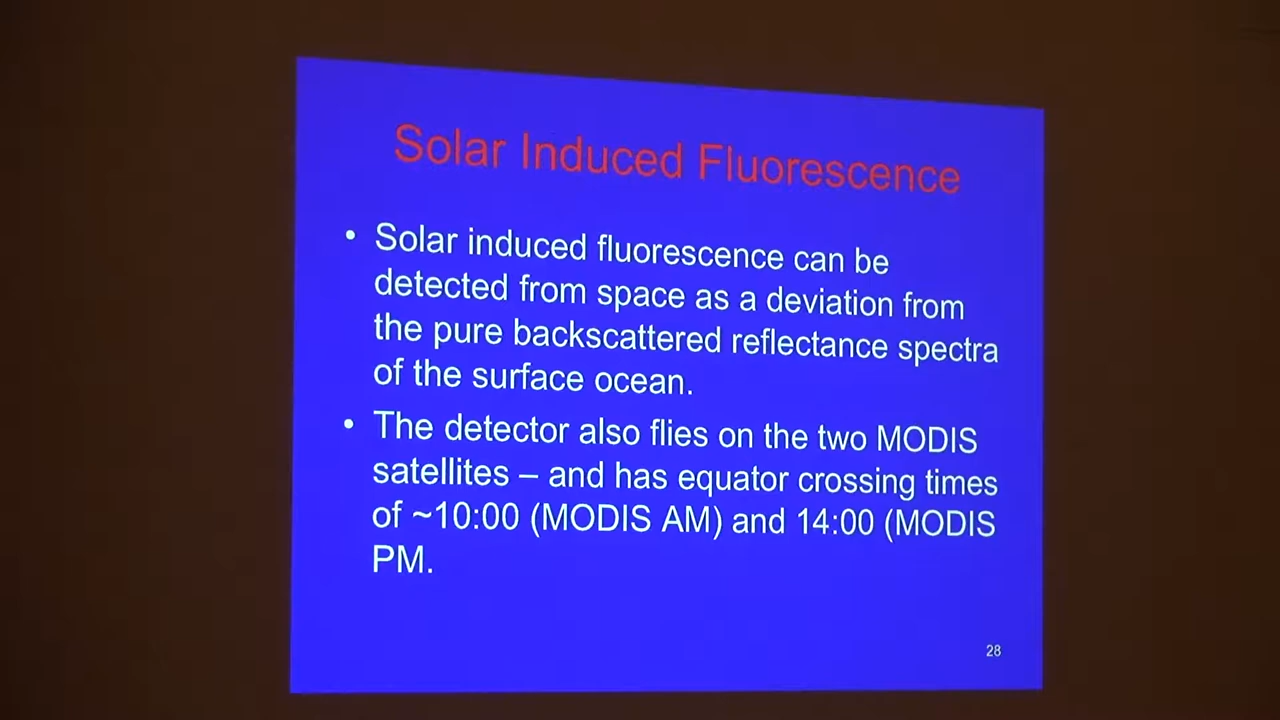 Solar Induced Fluorescence
• Solar induced fluorescence can be
detected from space as a deviation from
the pure backscattered reflectance spectra
of the surface ocean.
• The detector also flies on the two MODIS
satellites – and has equator crossing times
of ~10:00 (MODIS AM) and 14:00 (MODIS
PM.
28